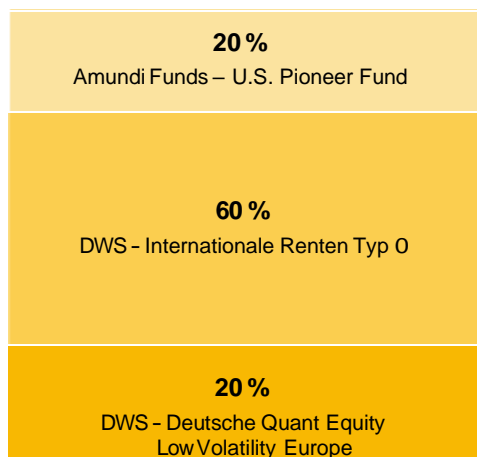 20 %
Amundi Funds – U.S. Pioneer Fund
60 %
DWS – Internationale Renten Typ O
20 %
DWS – Deutsche Quant Equity
Low Volatility Europe